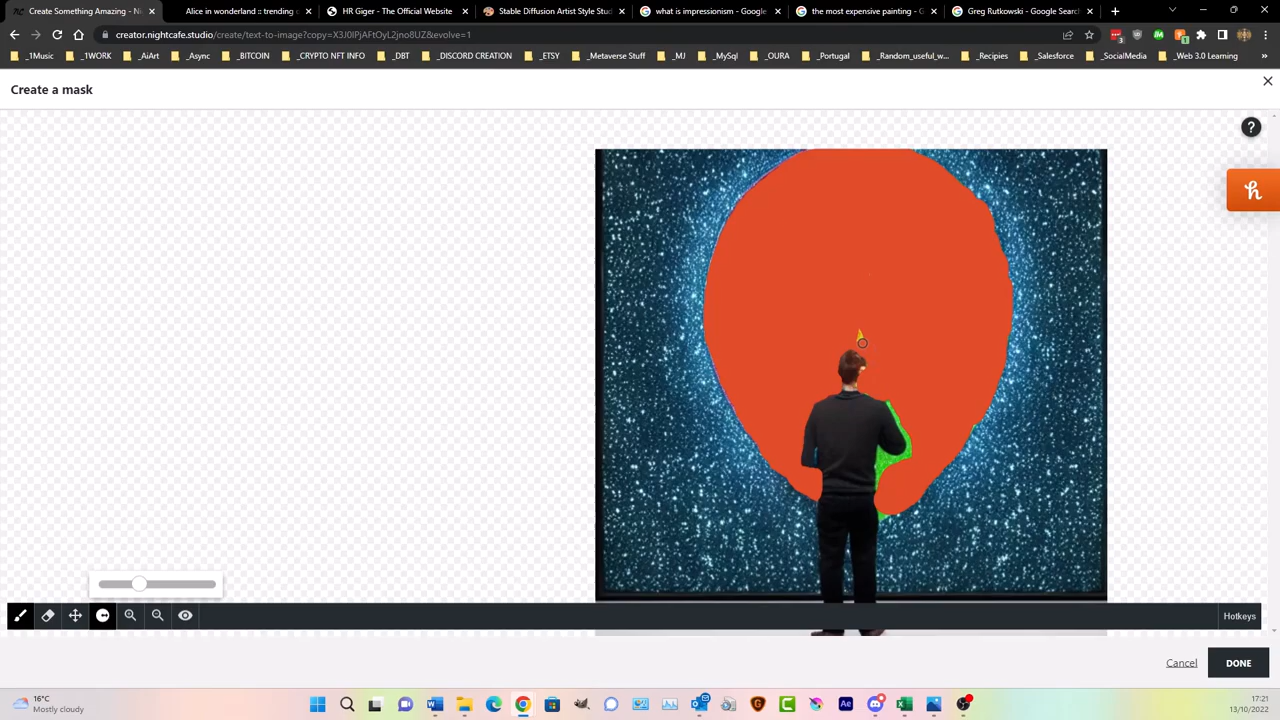 Create Something Amazing - Ni
Alice in wonderland :: trending c
HR Giger - The Official Website
Stable Diffusion Artist Style Stud
what is impressionism - Google
the most expensive painting - G
Greg Rutkowski - Google Search
creator.nightcafe.studio/create/text-to-image?copy=X3J0IPjAFtOyL2jno8UZ&evolve=1
_1Music
_1WORK
_AiArt
_Async
_BITCOIN
_CRYPTO NFT INFO
_DBT
_DISCORD CREATION
_ETSY
_Metaverse Stuff
_MJ
_MySql
_OURA
_Portugal
_Random_useful_w...
_Recipies
_Salesforce
_SocialMedia
_Web 3.0 Learning
Create a mask
?
h
Hotkeys
Cancel
DONE
16°C
Mostly cloudy
17:21
13/10/2022